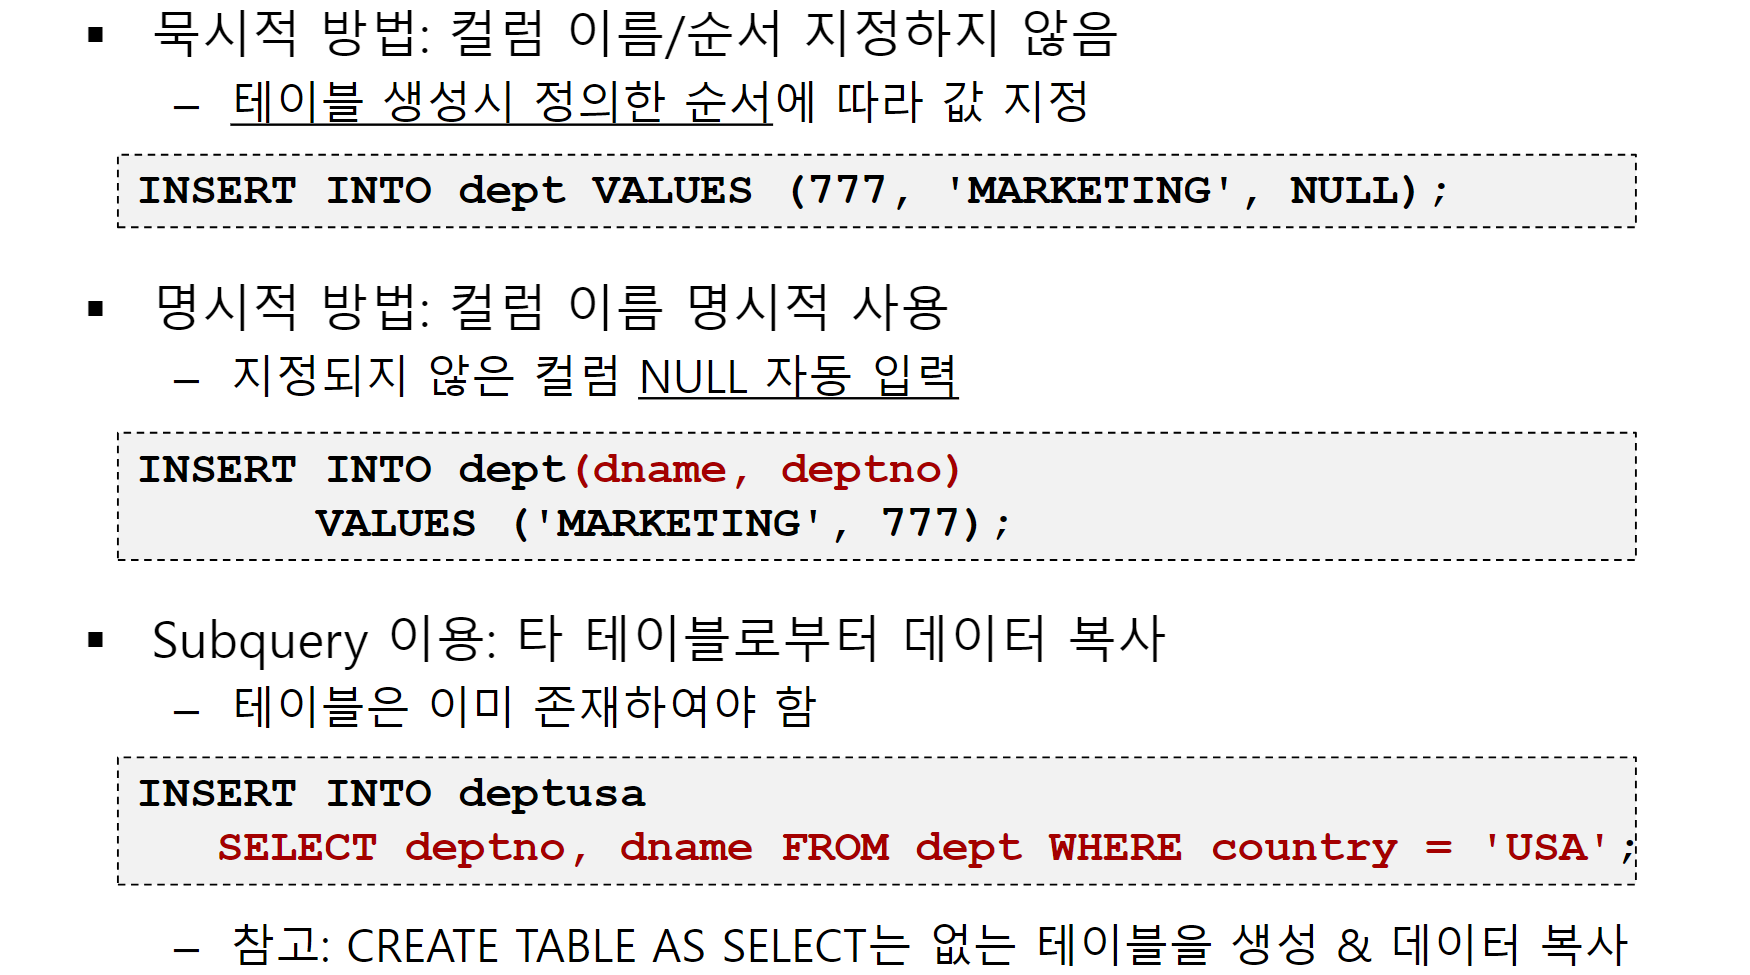 ▪ 묵시적 방법: 컬럼 이름/순서 지정하지 않음
– 테이블 생성시 정의한 순서에 따라 값 지정
INSERT INTO dept VALUES (777, 'MARKETING', NULL);
▪ 명시적 방법: 컬럼 이름 명시적 사용
– 지정되지 않은 컬럼 NULL 자동 입력
INSERT INTO dept(dname, deptno)
VALUES ('MARKETING', 777);
▪ Subquery 이용: 타 테이블로부터 데이터 복사
– 테이블은 이미 존재하여야 함
INSERT INTO deptusa
SELECT deptno, dname FROM dept WHERE country = 'USA';
– 참고: CREATE TABLE AS SELECT는 없는 테이블을 생성 & 데이터 복사